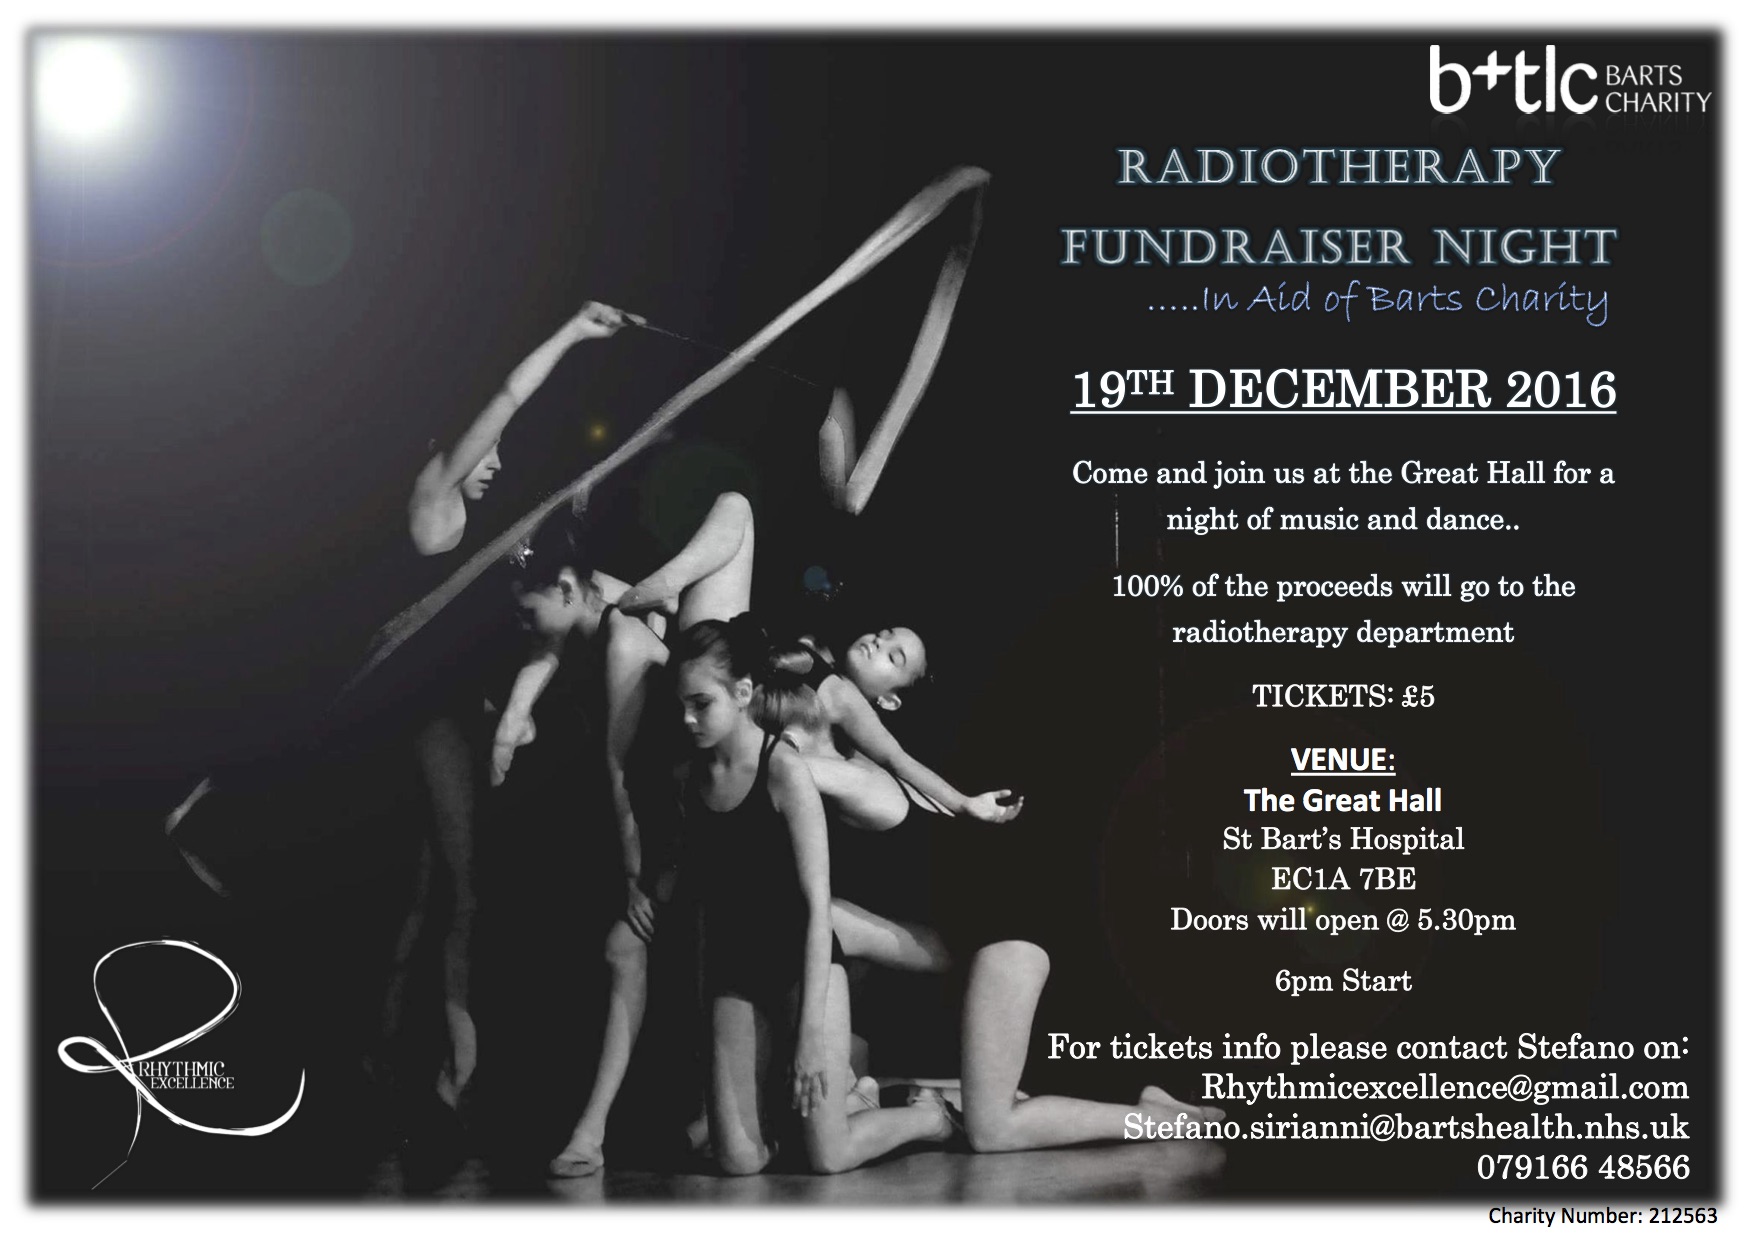 b+tlc BARTS
CHARITY
RADIOTHERAPY
FUNDRAISER NIGHT
.....In Aid of Barts Charity
19TH DECEMBER 2016
Come and join us at the Great Hall for a
night of music and dance..
100% of the proceeds will go to the
radiotherapy department
TICKETS: £5
VENUE:
The Great Hall
St Bart’s Hospital
EC1A 7BE
Doors will open @ 5.30pm
6pm Start
For tickets info please contact Stefano on:
Rhythmicexcellence@gmail.com
Stefano.sirianni@bartshealth.nhs.uk
079166 48566
RHYTHMIC
EXCELLENCE
Charity Number: 212563